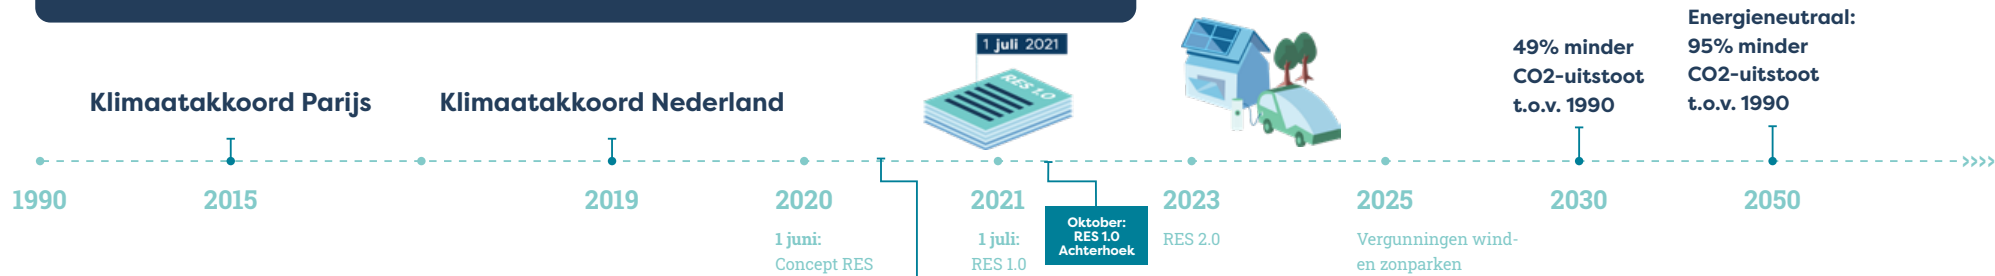 1 juli 2021
RES 1.0
Klimaatakkoord Parijs
Klimaatakkoord Nederland
49% minder
CO2-uitstoot
t.o.v. 1990
Energieneutraal:
95% minder
CO2-uitstoot
t.o.v. 1990
1990
2015
2019
2020
1 juni:
Concept RES
2021
1 juli:
RES 1.0
Oktober:
RES 1.0
Achterhoek
2023
RES 2.0
2025
Vergunningen wind-
en zonparken
2030
2050